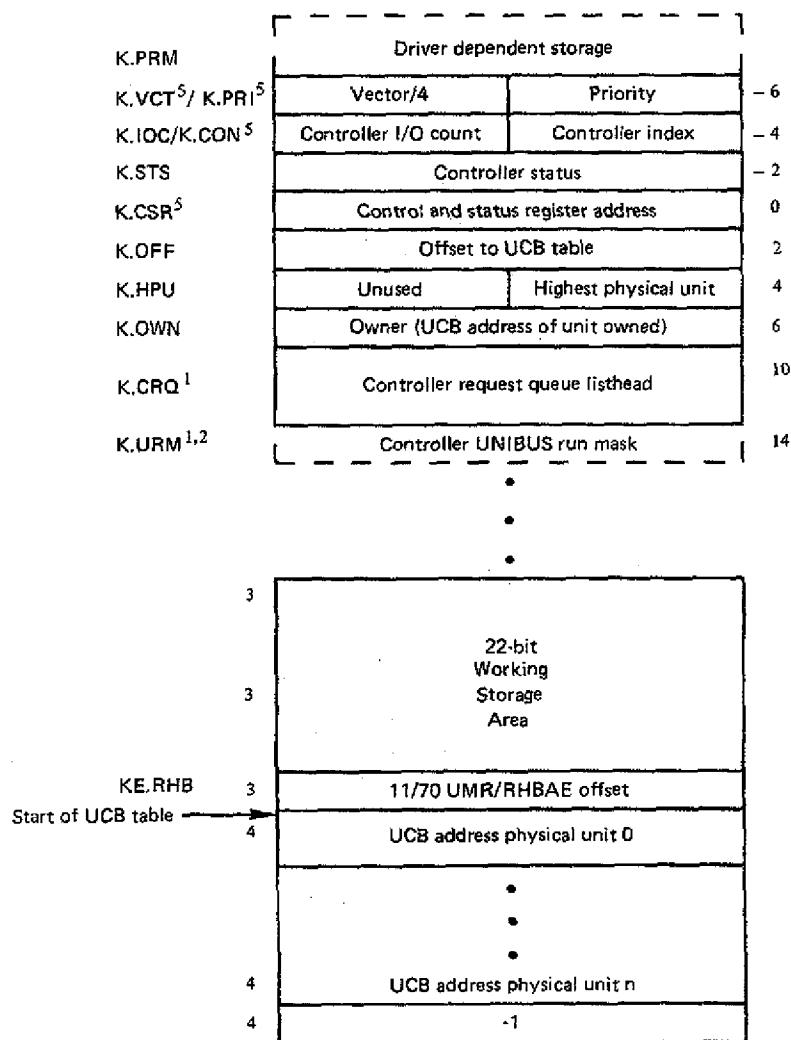 K.PRM Driver dependent storage
K.VCT5/ K.PRI5 Vector/4 Priority – 6
K.IOC/K.CON5 Controller I/O count Controller index – 4
K.STS Controller status – 2
K.CSR5 Control and status register address 0
K.OFF Offset to UCB table 2
K.HPU Unused Highest physical unit 4
K.OWN Owner (UCB address of unit owned) 6
K.CRQ1 Controller request queue listhead 10
K.URM1,2 Controller UNIBUS run mask 14
3
22-bit
Working
3 Storage
Area
KE.RHB 3 11/70 UMR/RHBAE offset
Start of UCB table
4 UCB address physical unit 0
4 UCB address physical unit n
4 -1